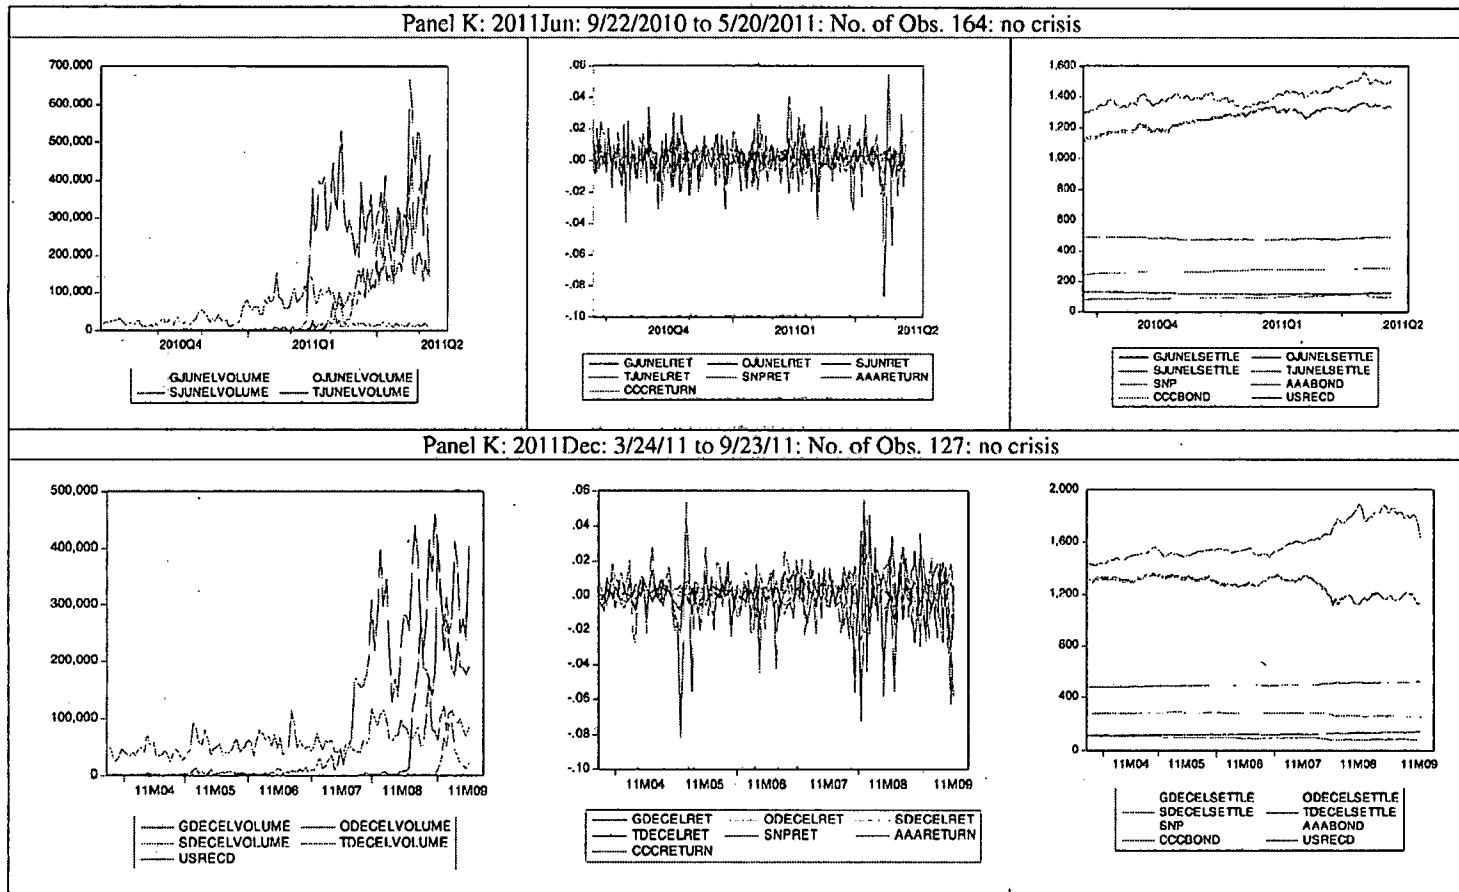 Panel K: 2011Jun: 9/22/2010 to 5/20/2011: No. of Obs. 164: no crisis
700,000
600,000
500,000
400,000
300,000
200,000
100,000
0
2010Q4 2011Q1 2011Q2
GJUNELVOLUME OJUNELVOLUME
SJUNELVOLUME TJUNELVOLUME
.06
.04
.02
.00
-.02
-.04
-.06
-.08
-.10
2010Q4 2011Q1 2011Q2
GJUNELRET OJUNELRET SJUNRET
TJUNELRET SNPRET AAARETURN
CCCRETURN
1,600
1,400
1,200
1,000
800
600
400
200
0
2010Q4 2011Q1 2011Q2
GJUNELSETTLE OJUNELSETTLE
SJUNELSETTLE TJUNELSETTLE
SNP AAABOND
CCCBOND USRECD
Panel K: 2011Dec: 3/24/11 to 9/23/11: No. of Obs. 127: no crisis
500,000
400,000
300,000
200,000
100,000
0
11M04 11M05 11M06 11M07 11M08 11M09
GDECELVOLUME ODECELVOLUME
SDECELVOLUME TDECELVOLUME
USRECD
.06
.04
.02
.00
-.02
-.04
-.06
-.08
-.10
11M04 11M05 11M06 11M07 11M08 11M09
GDECELRET ODECELRET SDECELRET
TDECELRET SNPRET AAARETURN
CCCRETURN
2,000
1,600
1,200
800
400
0
11M04 11M05 11M06 11M07 11M08 11M09
GDECELSETTLE ODECELSETTLE
SDECELSETTLE TDECELSETTLE
SNP AAABOND
CCCBOND USRECD